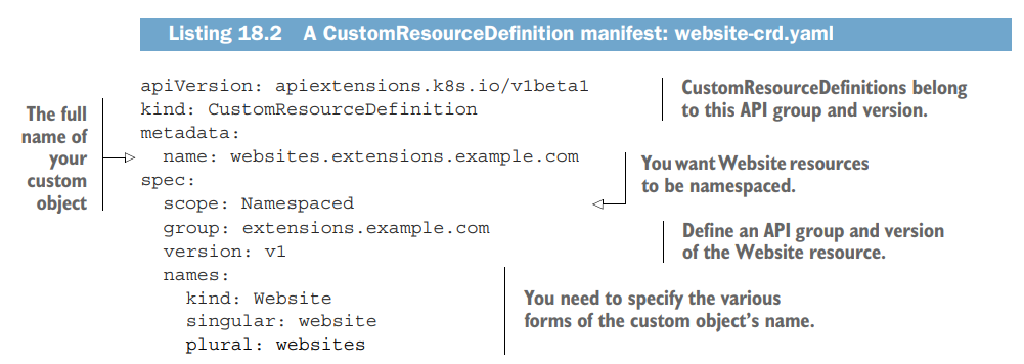 Listing 18.2 A CustomResourceDefinition manifest: website-crd.yaml
apiVersion: apiextensions.k8s.io/v1beta1
kind: CustomResourceDefinition
metadata:
name: websites.extensions.example.com
spec:
scope: Namespaced
group: extensions.example.com
version: v1
names:
kind: Website
singular: website
plural: websites
The full
name of
your
custom
object
CustomResourceDefinitions belong
to this API group and version.
You want Website resources
to be namespaced.
Define an API group and version
of the Website resource.
You need to specify the various
forms of the custom object's name.